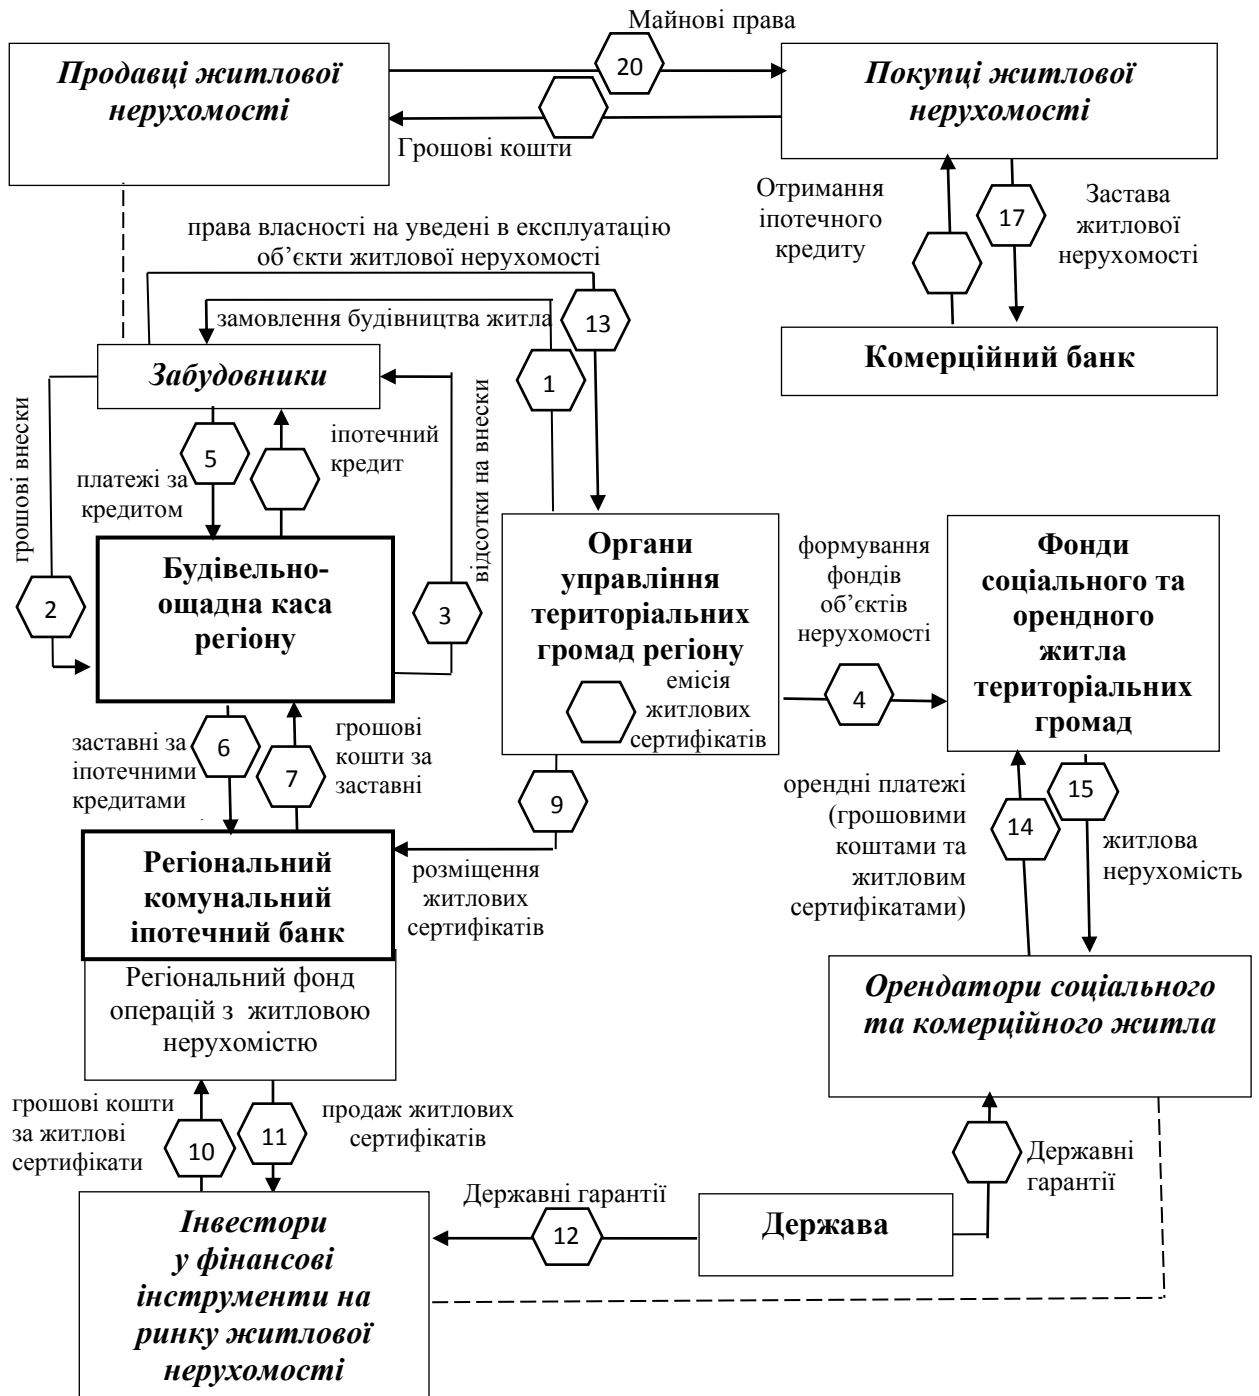 Майнові права
20
Продавці житлової
нерухомості
Покупці житлової
нерухомості
Грошові кошти
Отримання
іпотечного
кредиту
17
Застава
житлової
нерухомості
права власності на уведені в експлуатацію
об’єкти житлової нерухомості
замовлення будівництва житла
13
Комерційний банк
Забудовники
1
грошові внески
5
платежі за
кредитом
іпотечний
кредит
відсотки на внески
2
3
Будівельно-
ощадна каса
регіону
Органи
управління
територіальних
громад регіону
емісія
житлових
сертифікатів
формування
фондів
об’єктів
нерухомості
4
Фонди
соціального та
орендного
житла
територіальних
громад
заставні за
іпотечними
кредитами
6
7
грошові
кошти за
заставні
9
розміщення
житлових
сертифікатів
орендні платежі
(грошовими
коштами та
житловим
сертифікатами)
14
15
житлова
нерухомість
Регіональний
комунальний
іпотечний банк
Регіональний фонд
операцій з житловою
нерухомістю
Орендатори соціального
та комерційного житла
грошові кошти
за житлові
сертифікати
10
11
продаж житлових
сертифікатів
Державні
гарантії
Державні гарантії
12
Держава
Інвестори
у фінансові
інструменти на
ринку житлової
нерухомості